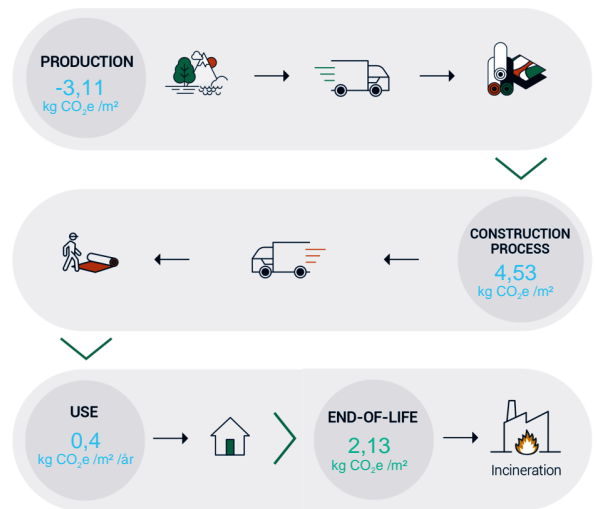 PRODUCTION
-3,11
kg CO₂e /m²
CONSTRUCTION
PROCESS
4,53
kg CO₂e /m²
USE
0,4
kg CO₂e /m² /år
END-OF-LIFE
2,13
kg CO₂e /m²
Incineration